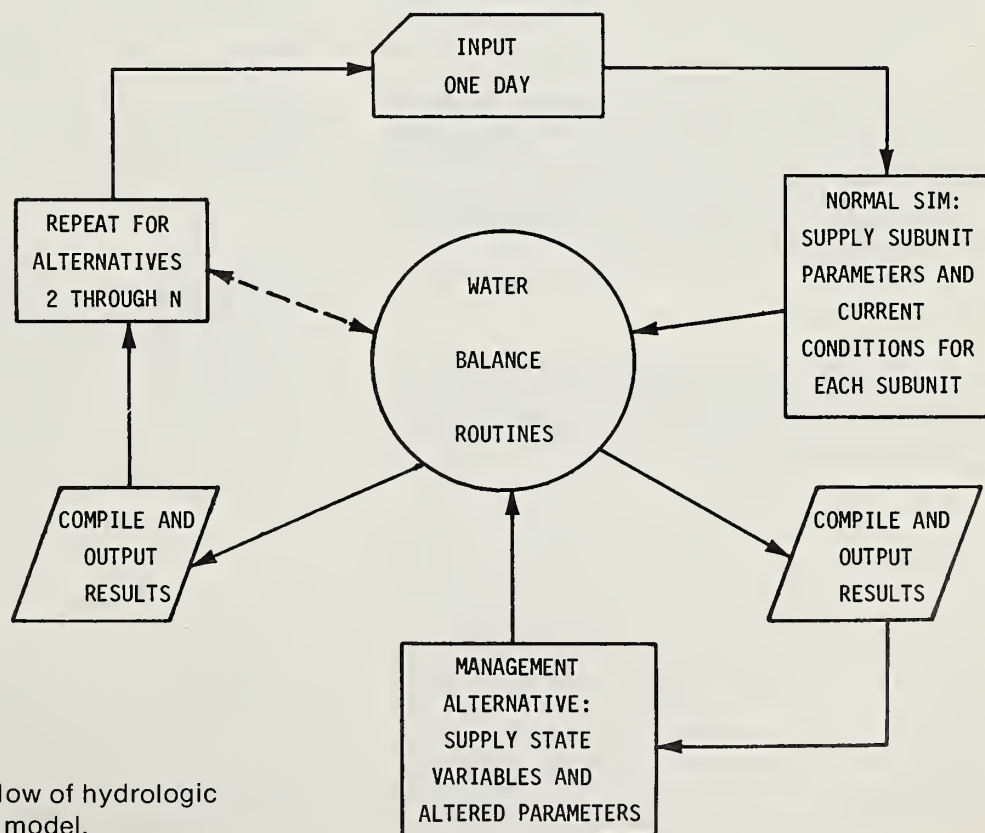 INPUT
ONE DAY
NORMAL SIM:
SUPPLY SUBUNIT
PARAMETERS AND
CURRENT
CONDITIONS FOR
EACH SUBUNIT
REPEAT FOR
ALTERNATIVES
2 THROUGH N
WATER
BALANCE
ROUTINES
COMPILE AND
OUTPUT
RESULTS
COMPILE AND
OUTPUT
RESULTS
MANAGEMENT
ALTERNATIVE:
SUPPLY STATE
VARIABLES AND
ALTERED PARAMETERS
low of hydrologic
model.